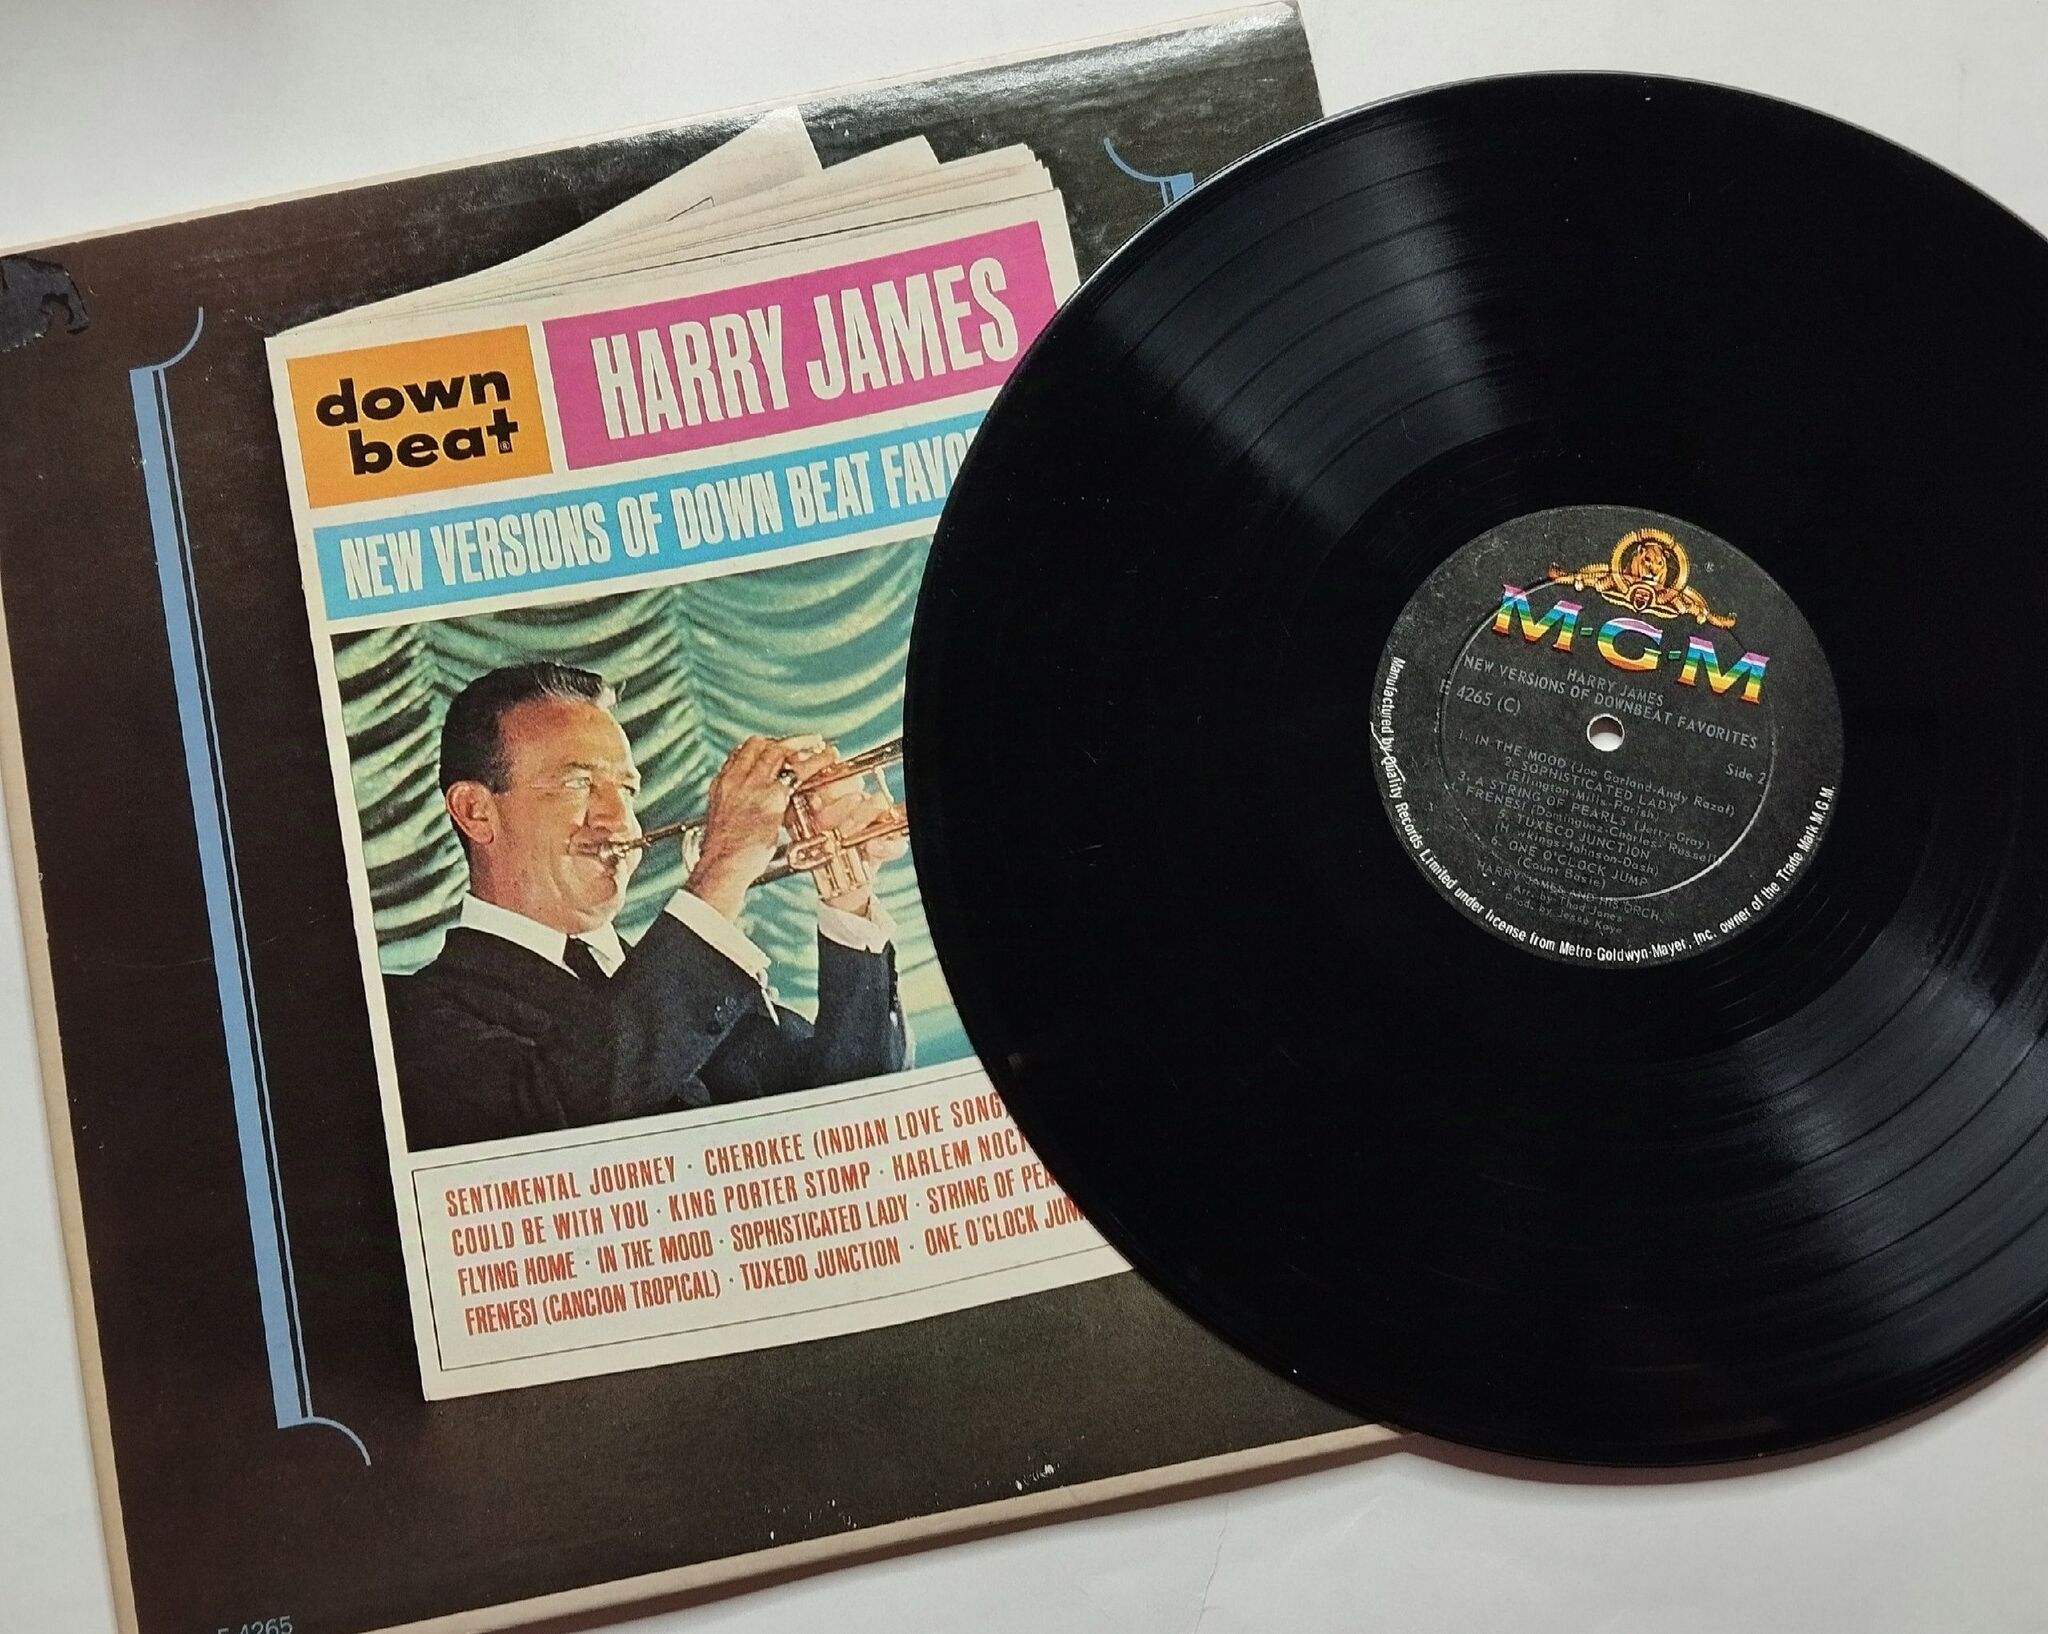 down
beat®
HARRY JAMES
NEW VERSIONS OF DOWN BEAT
SENTIMENTAL JOURNEY · CHEROKEE (INDIAN LOVE SONG)
COULD BE WITH YOU · KING PORTER STOMP · HARLEM
FLYING HOME · IN THE MOOD · SOPHISTICATED LADY · STRING OF
FRENESI (CANCION TROPICAL) · TUXEDO JUNCTION · ONE O'CLOCK
4265
®
M-G-M
HARRY JAMES
NEW VERSIONS OF DOWNBEAT FAVORITES
E 4265 (C)
Side 2
1. IN THE MOOD (Joe Garland-Andy Razaf)
2. SOPHISTICATED LADY
(Ellington-Mills-Parish)
3. A STRING OF PEARLS (Jerry Gray)
4. FRENESI (Dominguez-Charles-Russell)
5. TUXECO JUNCTION
(Hawkings-Johnson-Dash)
6. ONE O'CLOCK JUMP
(Count Basie)
HARRY JAMES AND HIS ORCH.
Arr. by Thad Jones
Prod. by Jesse Kaye
Manufactured by Quality Records Limited under license from Metro-Goldwyn-Mayer, Inc. owner of the Trade Mark M.G.M.